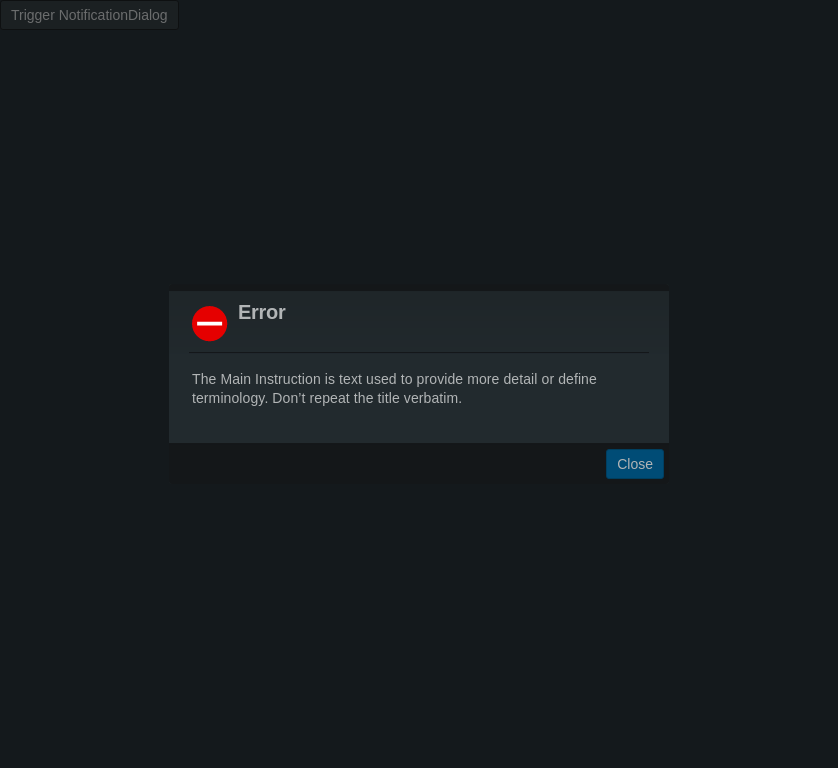 Trigger NotificationDialog
Error
The Main Instruction is text used to provide more detail or define
terminology. Don’t repeat the title verbatim.
Close